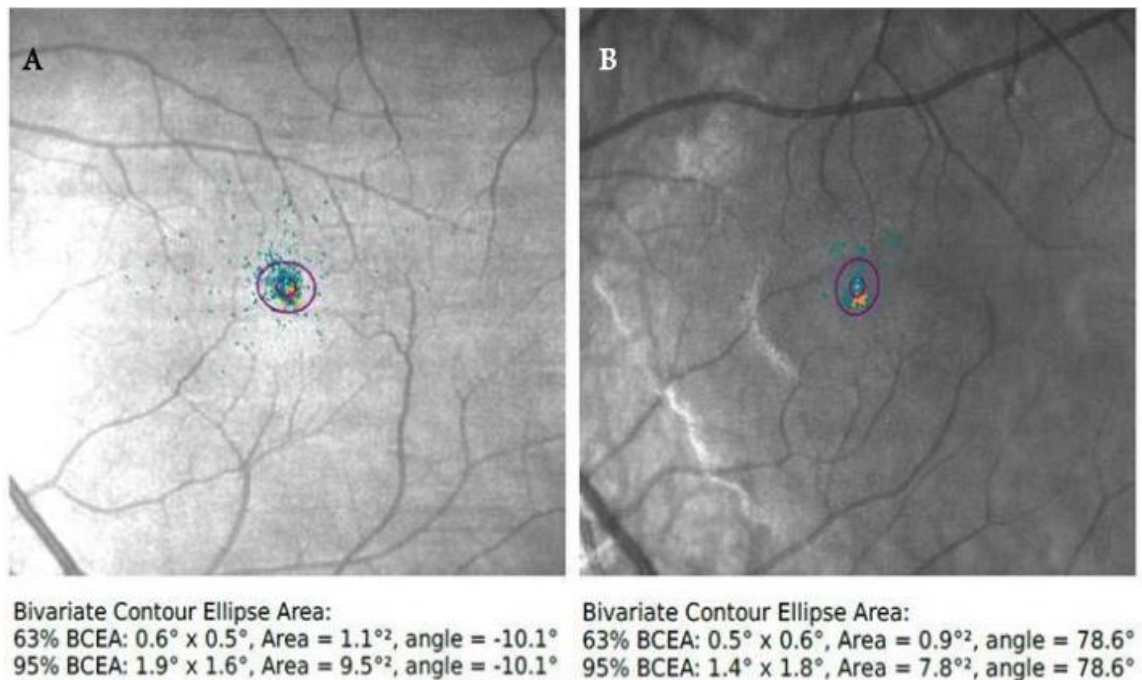 A
B
Bivariate Contour Ellipse Area:
63% BCEA: 0.6° x 0.5°, Area = 1.1°², angle = -10.1°
95% BCEA: 1.9° x 1.6°, Area = 9.5°², angle = -10.1°
Bivariate Contour Ellipse Area:
63% BCEA: 0.5° x 0.6°, Area = 0.9°², angle = 78.6°
95% BCEA: 1.4° x 1.8°, Area = 7.8°², angle = 78.6°